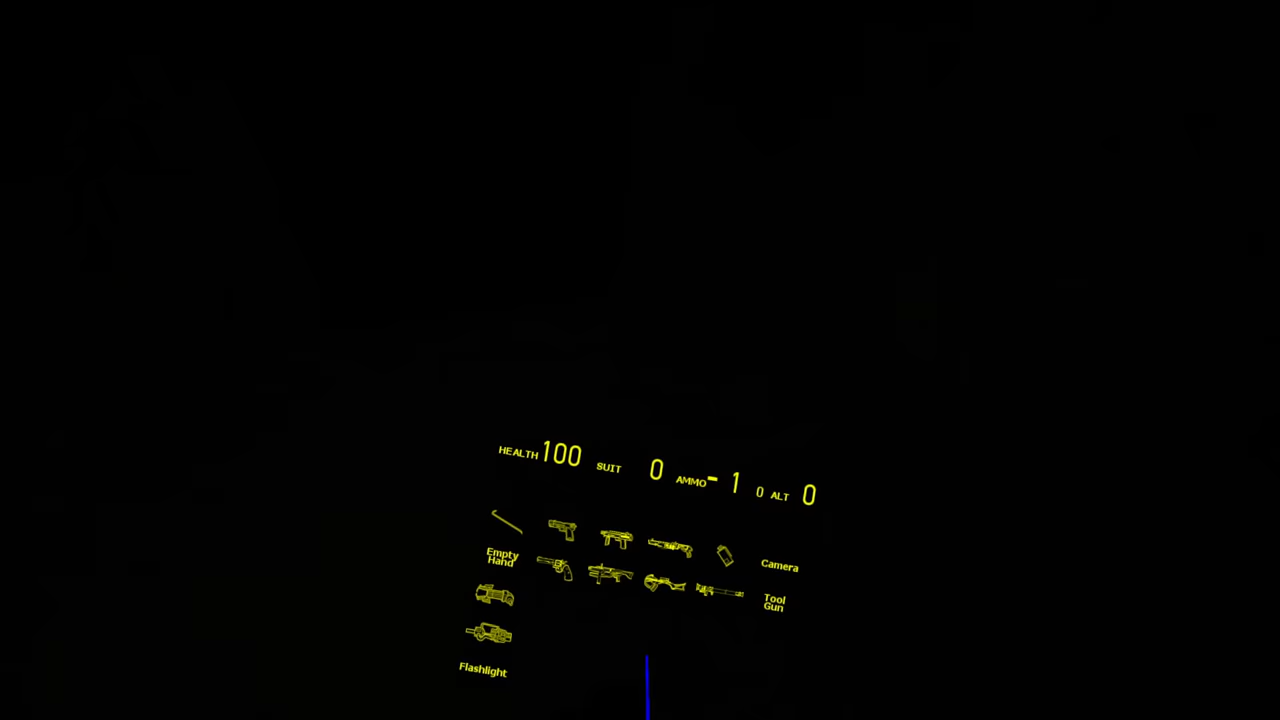 HEALTH 100 SUIT 0 AMMO - 1 0 ALT 0
Empty
Hand
Camera
Tool
Gun
Flashlight